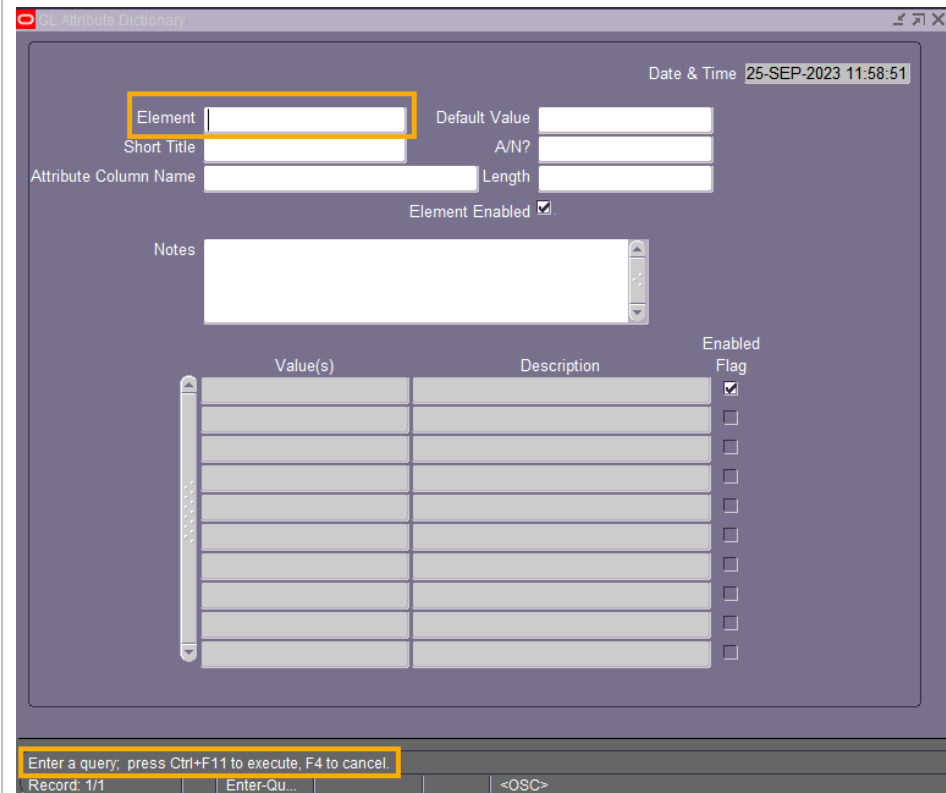 GL Attribute Dictionary
Date & Time 25-SEP-2023 11:58:51
Element Default Value
Short Title A/N?
Attribute Column Name Length
Element Enabled
Notes
Enabled
Value(s) Description Flag
Enter a query; press Ctrl+F11 to execute, F4 to cancel.
Record: 1/1 Enter-Qu... <OSC>